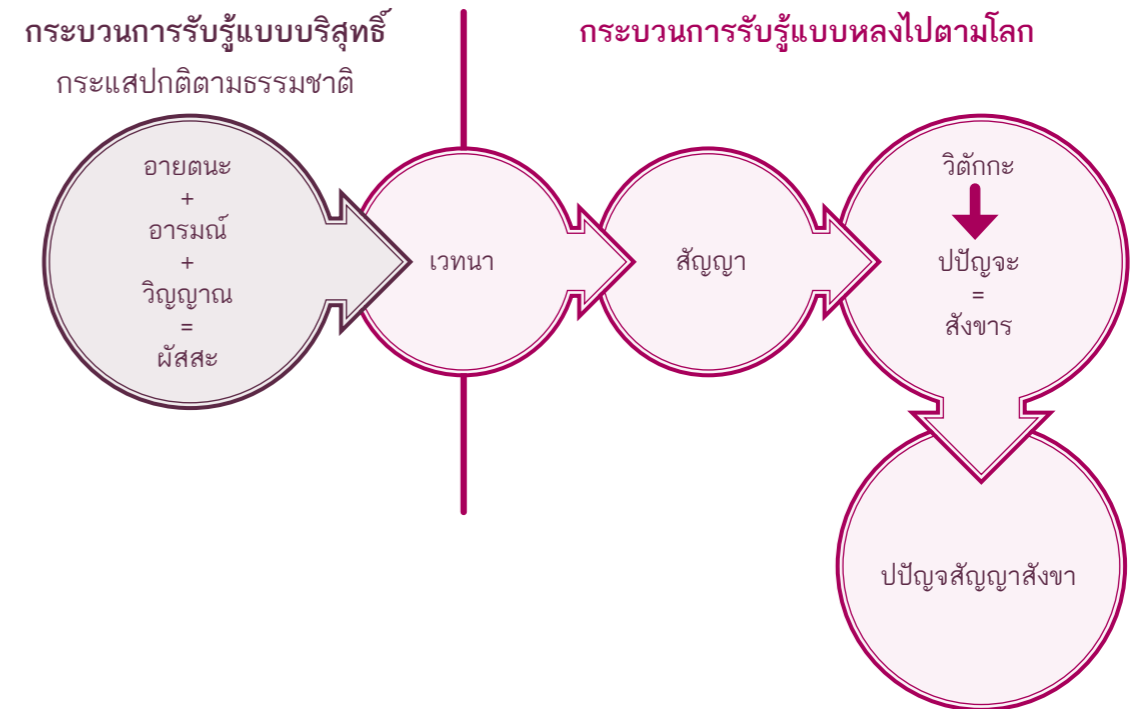 กระบวนการรับรู้แบบบริสุทธิ์
กระแสปกติตามธรรมชาติ
กระบวนการรับรู้แบบหลงไปตามโลก
อายตนะ
+
อารมณ์
+
วิญญาณ
=
ผัสสะ
เวทนา
สัญญา
วิตักกะ
ปปัญจะ
=
สังขาร
ปปัญจสัญญาสังขา